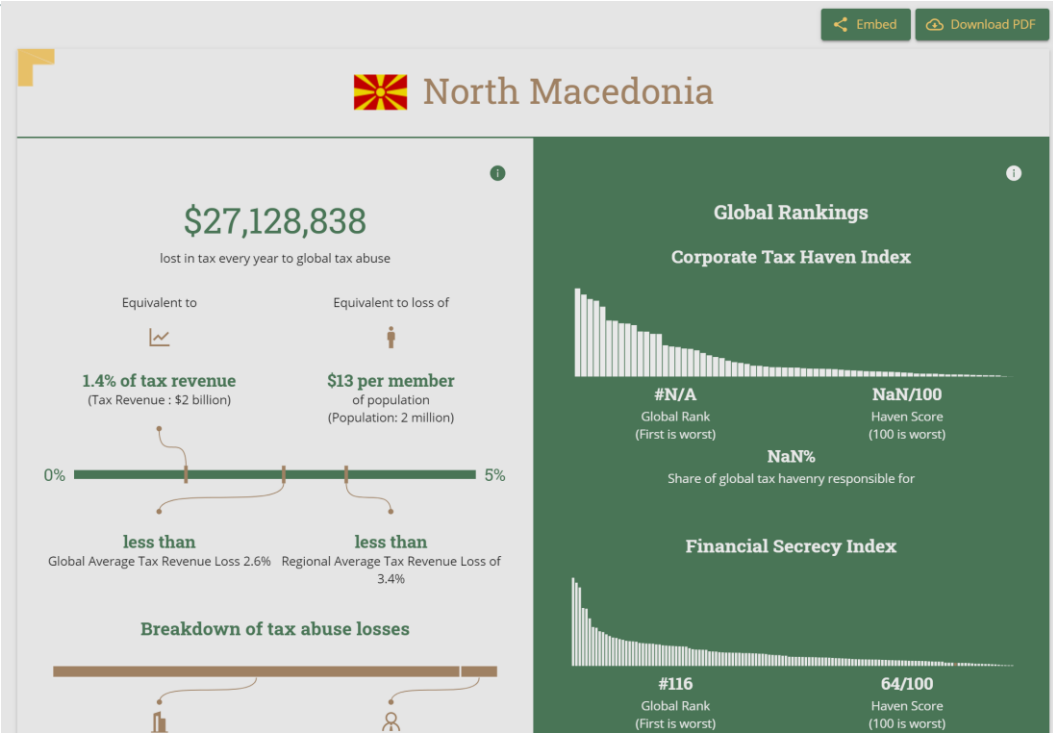 Embed
Download PDF
North Macedonia
$27,128,838
lost in tax every year to global tax abuse
Equivalent to
1.4% of tax revenue
(Tax Revenue : $2 billion)
Equivalent to loss of
$13 per member
of population
(Population: 2 million)
0%
5%
less than
Global Average Tax Revenue Loss 2.6%
less than
Regional Average Tax Revenue Loss of
3.4%
Breakdown of tax abuse losses
Global Rankings
Corporate Tax Haven Index
#N/A
Global Rank
(First is worst)
NaN/100
Haven Score
(100 is worst)
NaN%
Share of global tax havenry responsible for
Financial Secrecy Index
#116
Global Rank
(First is worst)
64/100
Haven Score
(100 is worst)